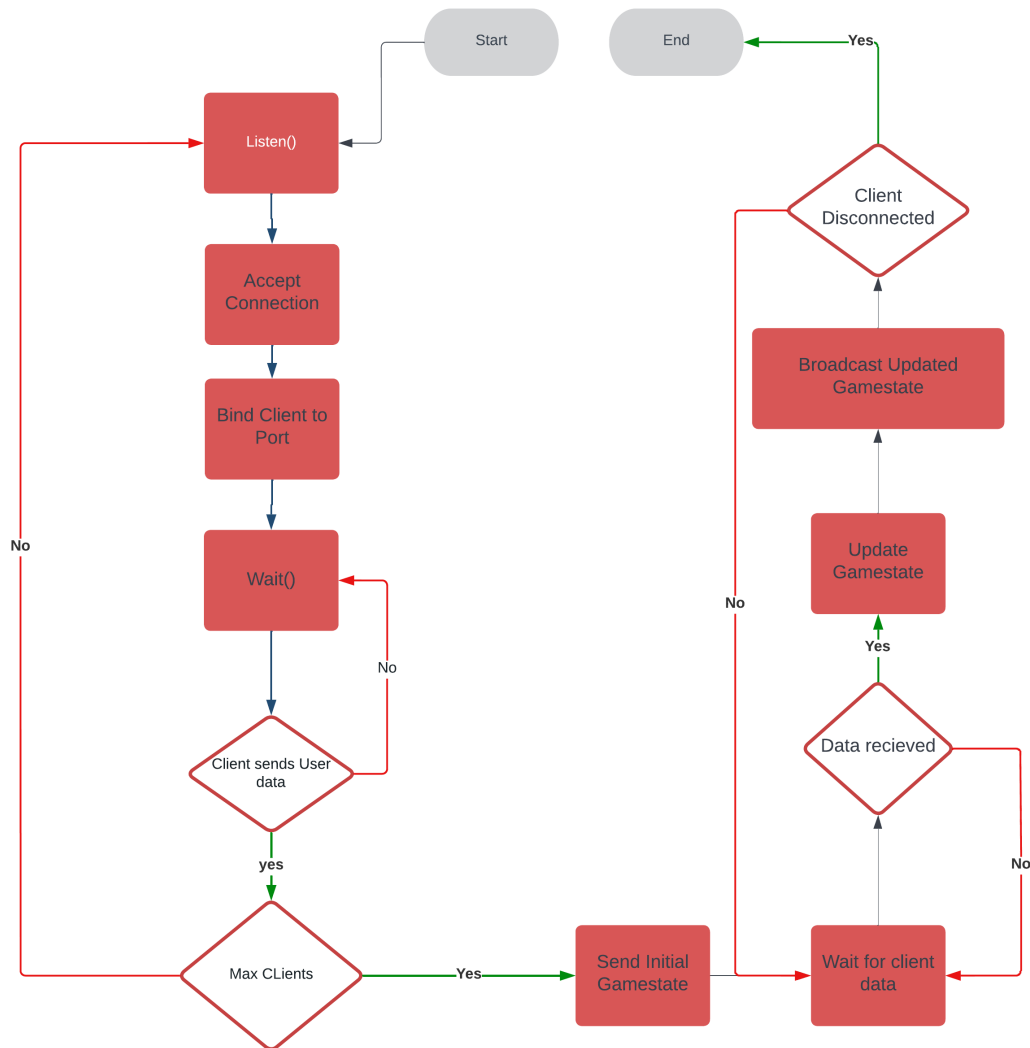 Start
Listen()
Accept
Connection
Bind Client to
Port
Wait()
No
Client sends User
data
yes
No
Max CLients
Yes
Send Initial
Gamestate
Wait for client
data
No
Data recieved
Yes
Update
Gamestate
Broadcast Updated
Gamestate
Client
Disconnected
No
Yes
End